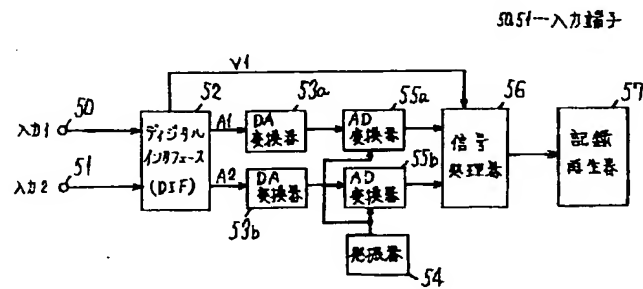 50,51…入力端子
V1
50
52
53a
55a
56
57
入力1
ディジタル
インタフェース
(DIF)
A1
DA
変換器
AD
変換器
信号
処理器
記録
再生器
51
入力2
A2
DA
変換器
AD
変換器
55b
53b
発振器
54